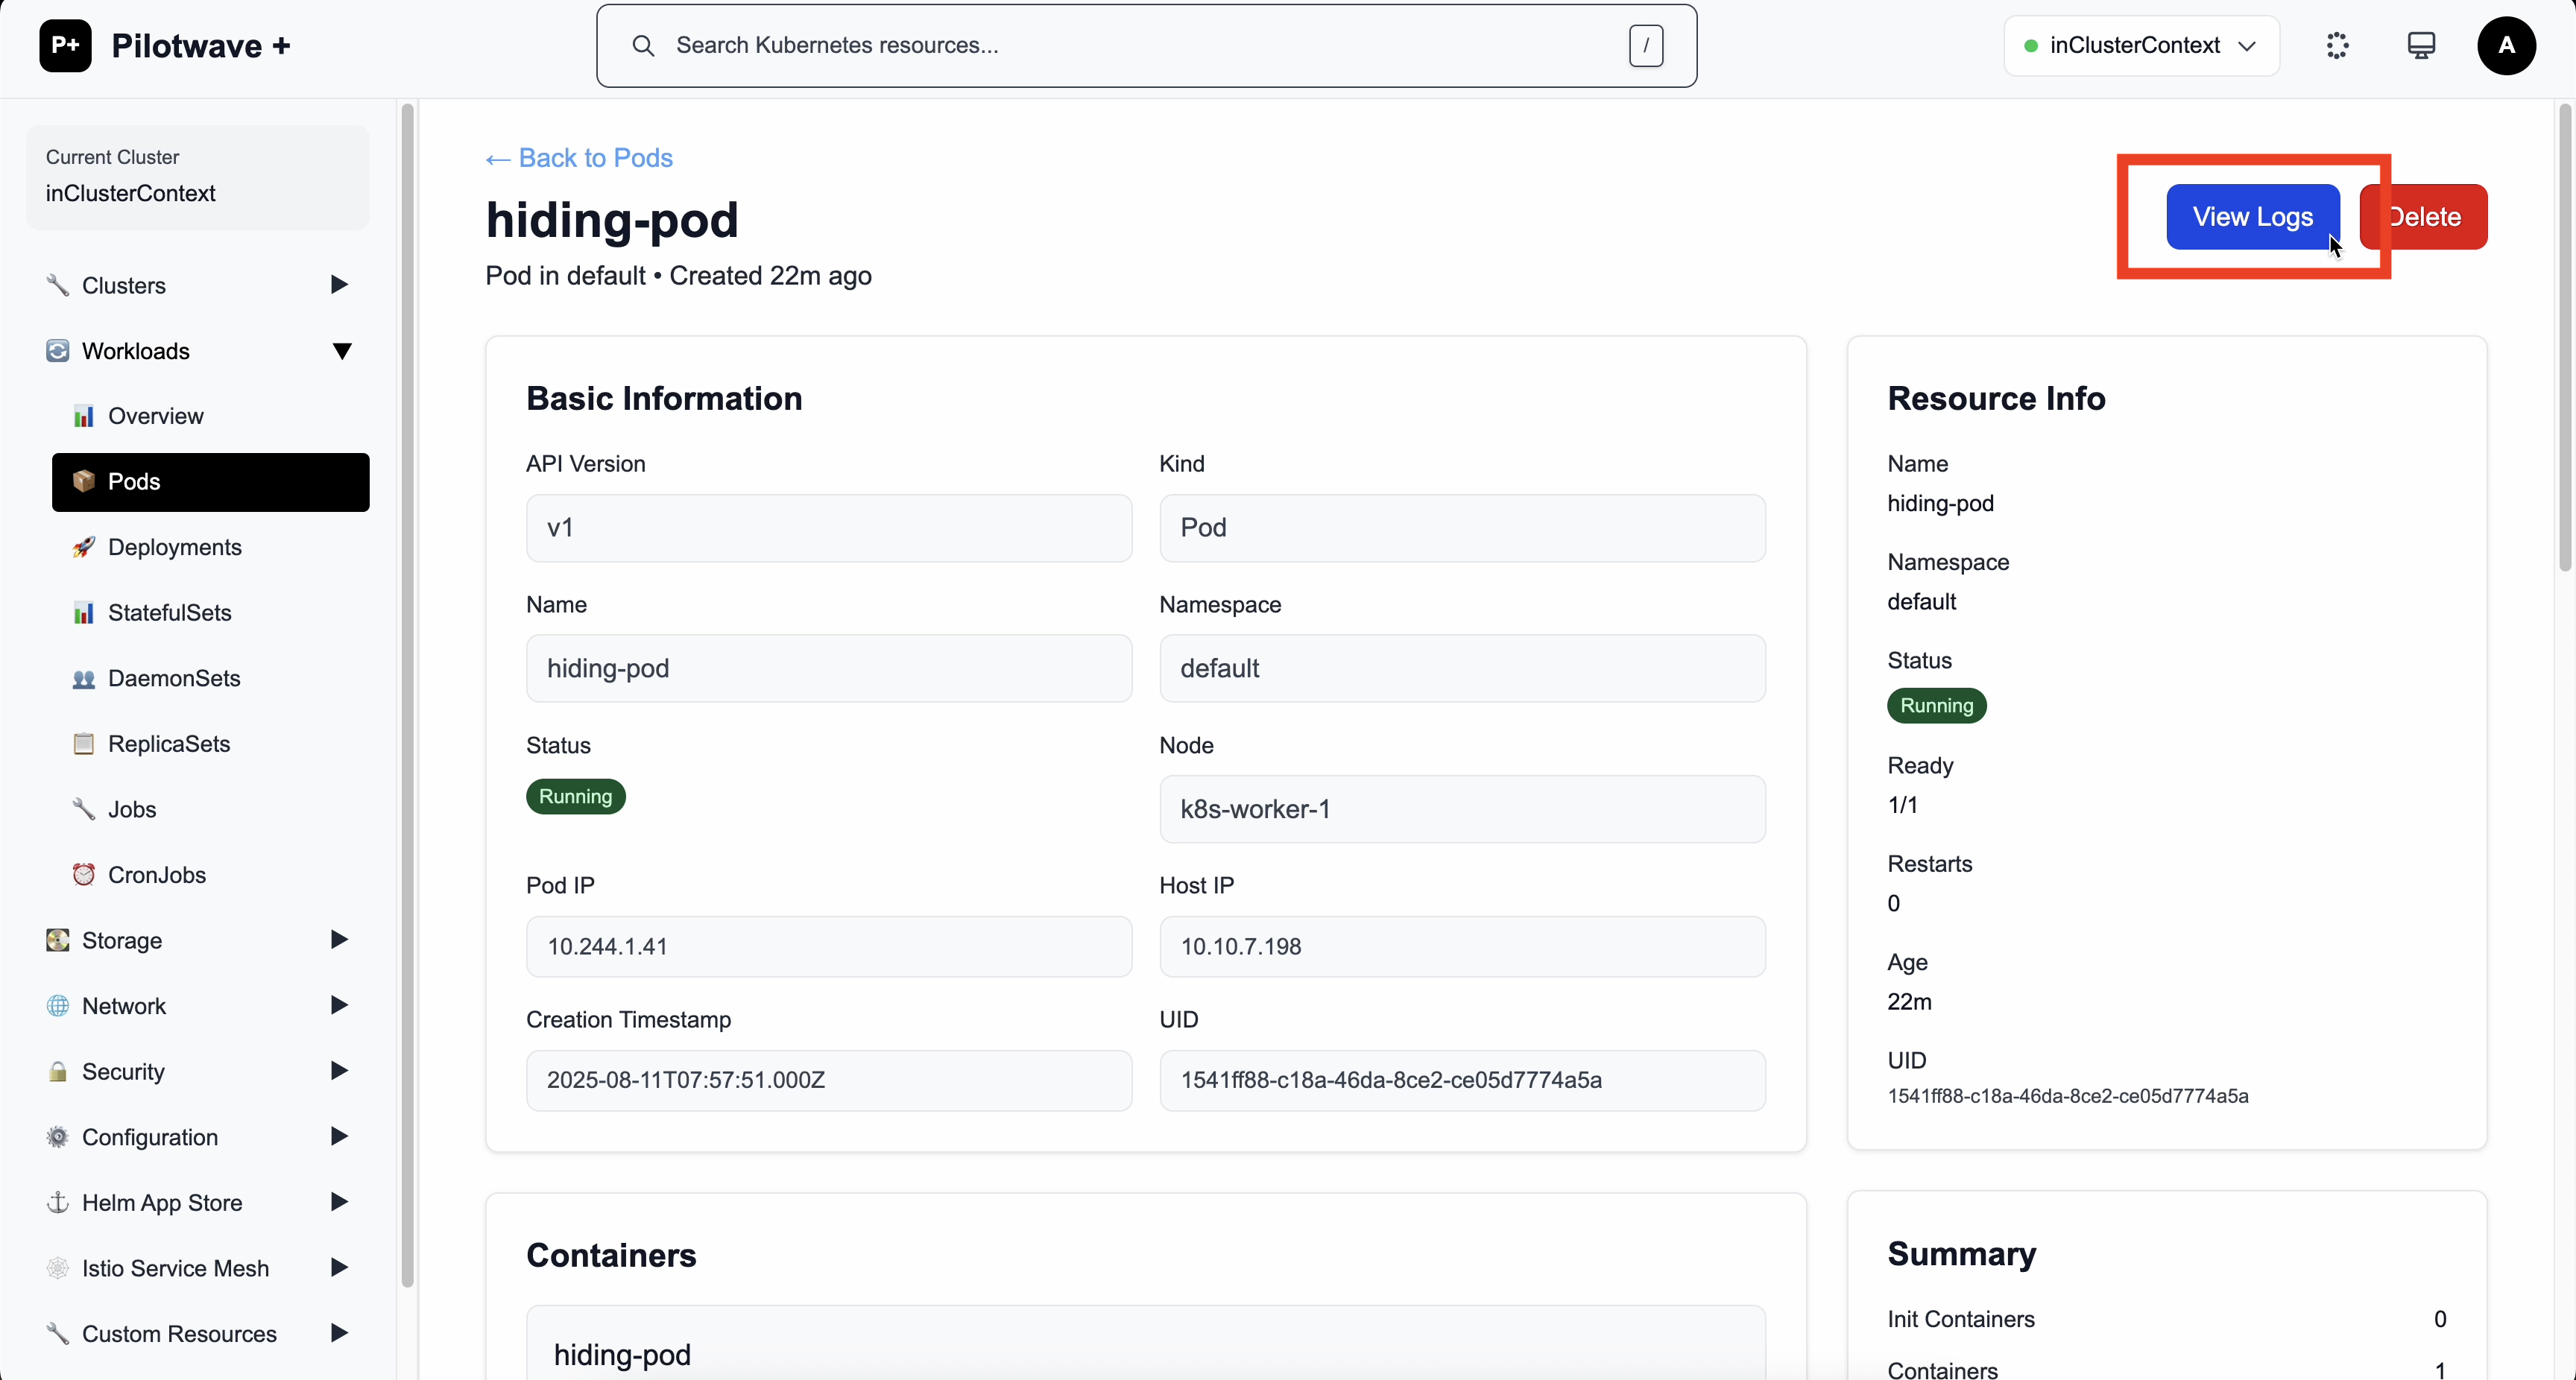 P+ Pilotwave +
Search Kubernetes resources... /
inClusterContext
A
Current Cluster
inClusterContext
Clusters
Workloads
Overview
Pods
Deployments
StatefulSets
DaemonSets
ReplicaSets
Jobs
CronJobs
Storage
Network
Security
Configuration
Helm App Store
Istio Service Mesh
Custom Resources
← Back to Pods
hiding-pod
Pod in default • Created 22m ago
View Logs
Delete
Basic Information
API Version
v1
Kind
Pod
Name
hiding-pod
Namespace
default
Status
Running
Node
k8s-worker-1
Pod IP
10.244.1.41
Host IP
10.10.7.198
Creation Timestamp
2025-08-11T07:57:51.000Z
UID
1541ff88-c18a-46da-8ce2-ce05d7774a5a
Containers
hiding-pod
Resource Info
Name
hiding-pod
Namespace
default
Status
Running
Ready
1/1
Restarts
0
Age
22m
UID
1541ff88-c18a-46da-8ce2-ce05d7774a5a
Summary
Init Containers 0
Containers 1